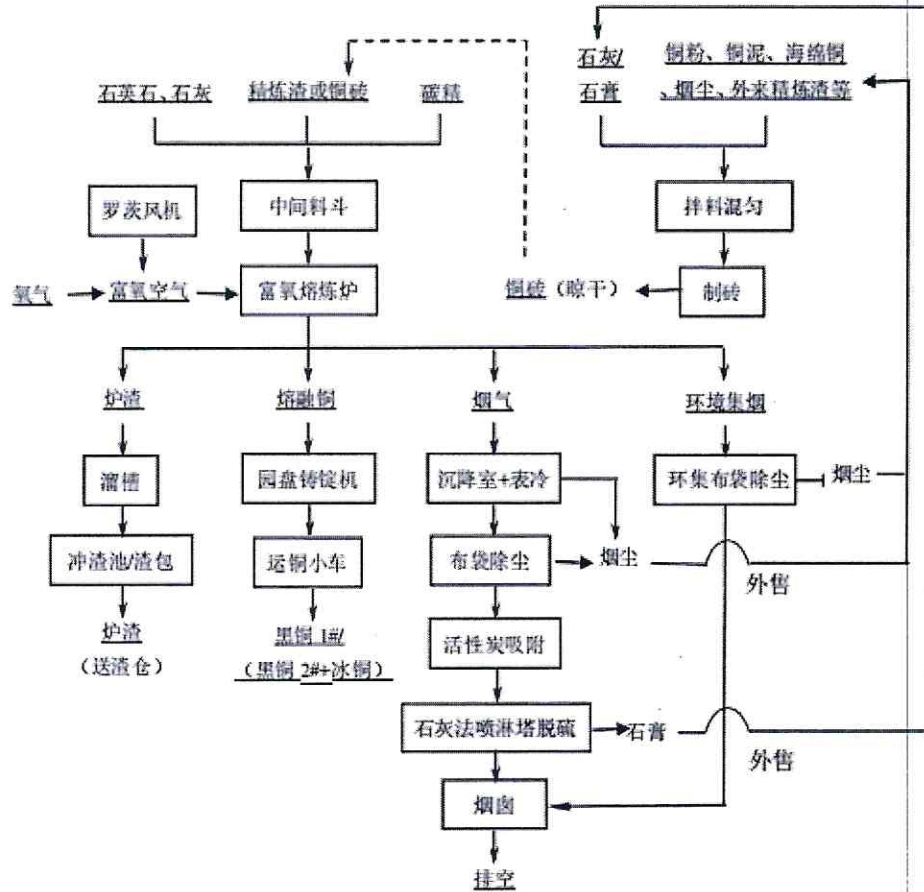 石灰/
石膏
铜粉、铜泥、海绵铜
、烟尘、外来精炼渣等
石英石、石灰
精炼渣或铜砖
碳精
罗茨风机
中间料斗
拌料混匀
氧气
富氧空气
富氧熔炼炉
铜砖（晾干）
制砖
炉渣
熔融铜
烟气
环境集烟
溜槽
园盘铸锭机
沉降室+表冷
环集布袋除尘
烟尘
冲渣池/渣包
运铜小车
布袋除尘
烟尘
外售
炉渣
（送渣仓）
黑铜 1#/
（黑铜 2#+冰铜）
活性炭吸附
石灰法喷淋塔脱硫
石膏
外售
烟囱
排空